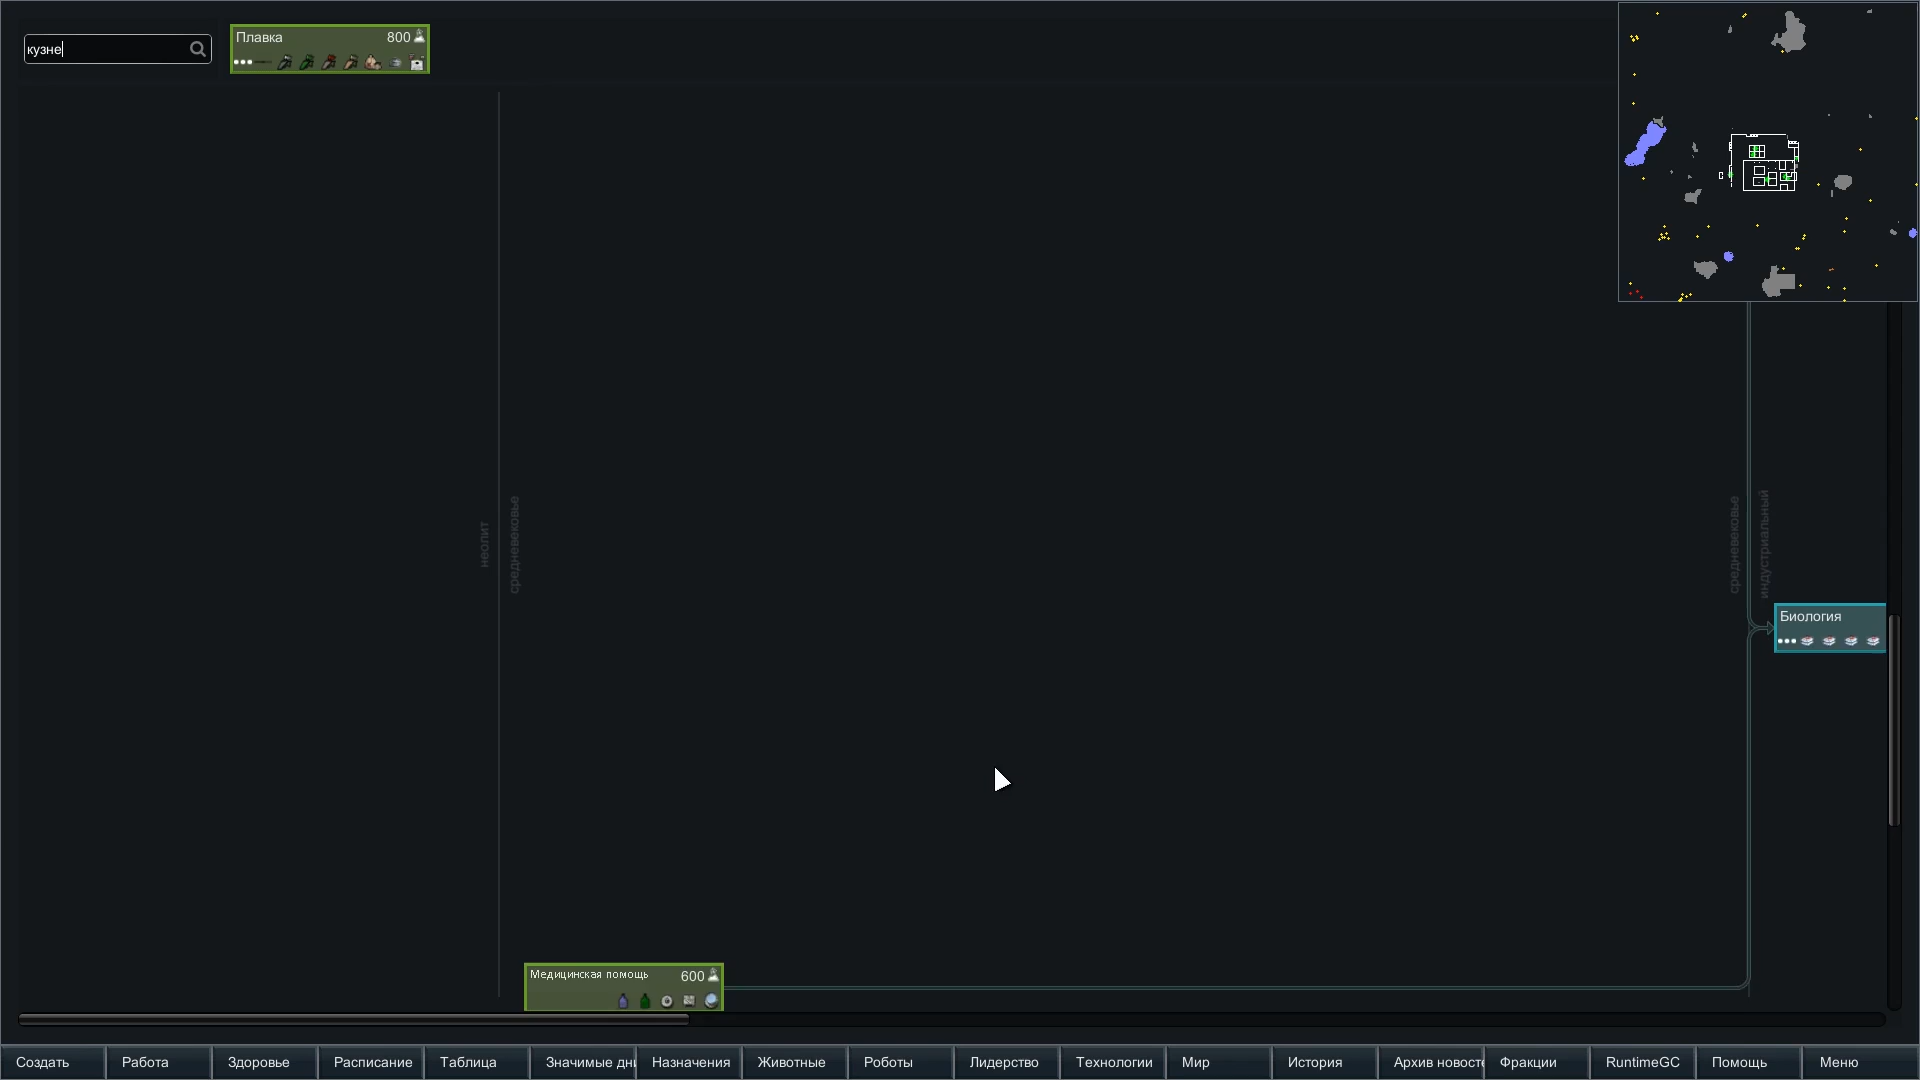 кузне
Плавка 800
неолит
средневековье
средневековье
индустриальный
Биология
Медицинская помощь 600
Создать
Работа
Здоровье
Расписание
Таблица
Значимые дн
Назначения
Животные
Роботы
Лидерство
Технологии
Мир
История
Архив новост
Фракции
RuntimeGC
Помощь
Меню